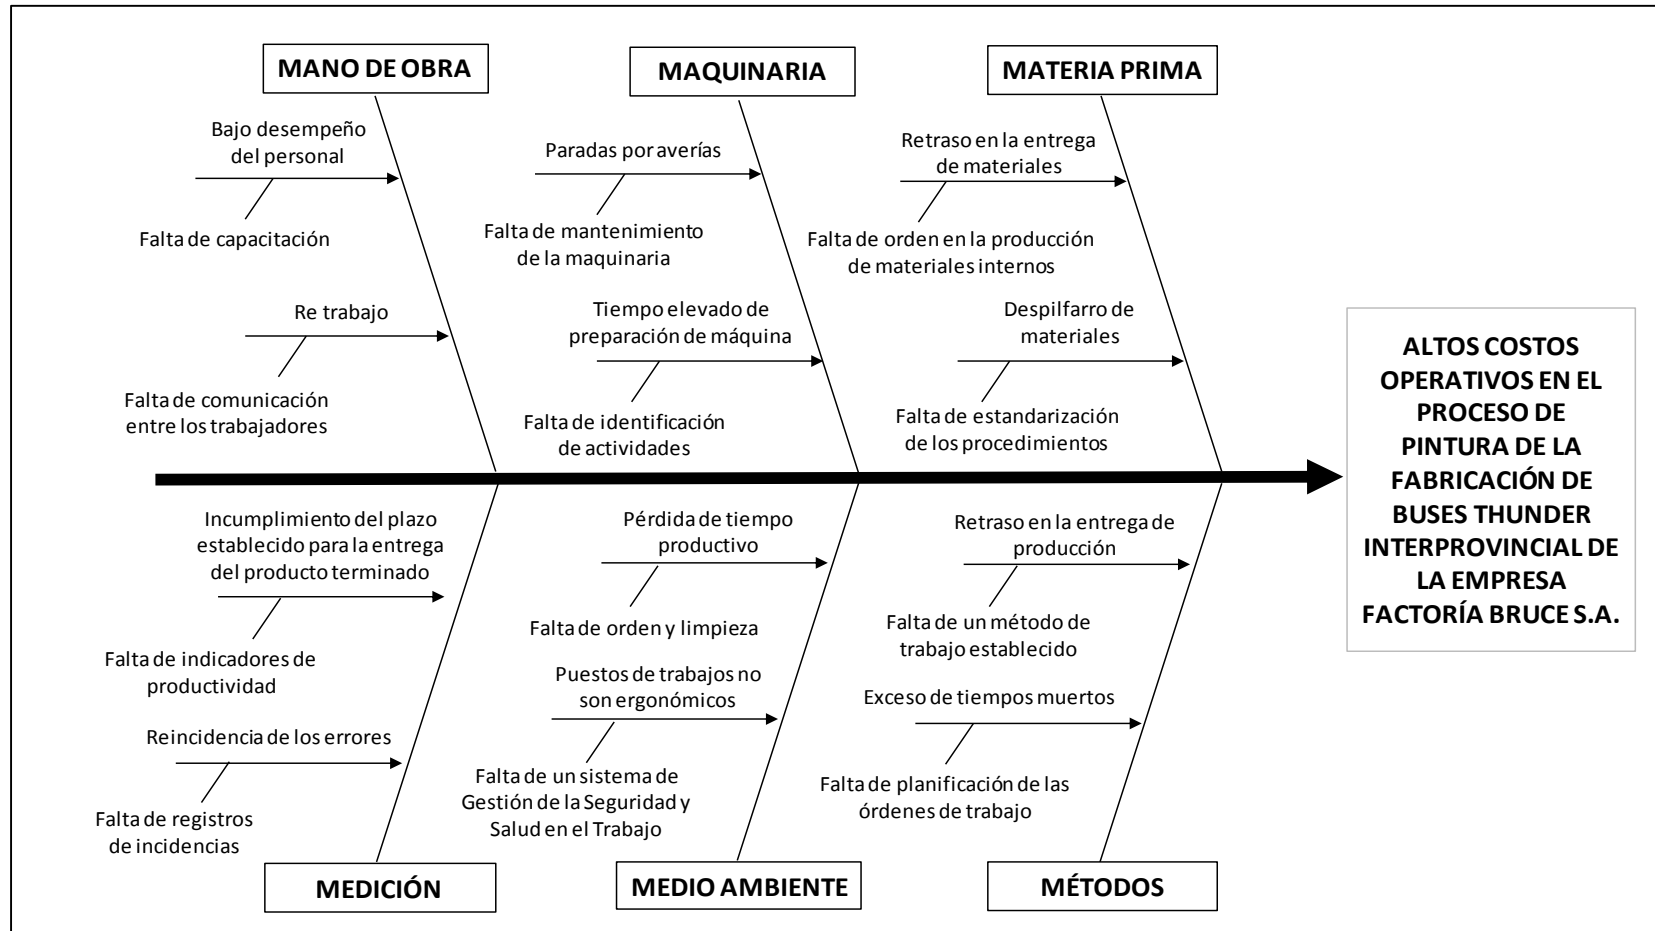 MANO DE OBRA
MAQUINARIA
MATERIA PRIMA
Bajo desempeño
del personal
Falta de capacitación
Re trabajo
Falta de comunicación
entre los trabajadores
Paradas por averías
Falta de mantenimiento
de la maquinaria
Tiempo elevado de
preparación de máquina
Falta de identificación
de actividades
Retraso en la entrega
de materiales
Falta de orden en la producción
de materiales internos
Despilfarro de
materiales
Falta de estandarización
de los procedimientos
ALTOS COSTOS
OPERATIVOS EN EL
PROCESO DE
PINTURA DE LA
FABRICACIÓN DE
BUSES THUNDER
INTERPROVINCIAL DE
LA EMPRESA
FACTORÍA BRUCE S.A.
Incumplimiento del plazo
establecido para la entrega
del producto terminado
Falta de indicadores de
productividad
Reincidencia de los errores
Falta de registros
de incidencias
Pérdida de tiempo
productivo
Falta de orden y limpieza
Puestos de trabajos no
son ergonómicos
Falta de un sistema de
Gestión de la Seguridad y
Salud en el Trabajo
Retraso en la entrega de
producción
Falta de un método de
trabajo establecido
Exceso de tiempos muertos
Falta de planificación de las
órdenes de trabajo
MEDICIÓN
MEDIO AMBIENTE
MÉTODOS